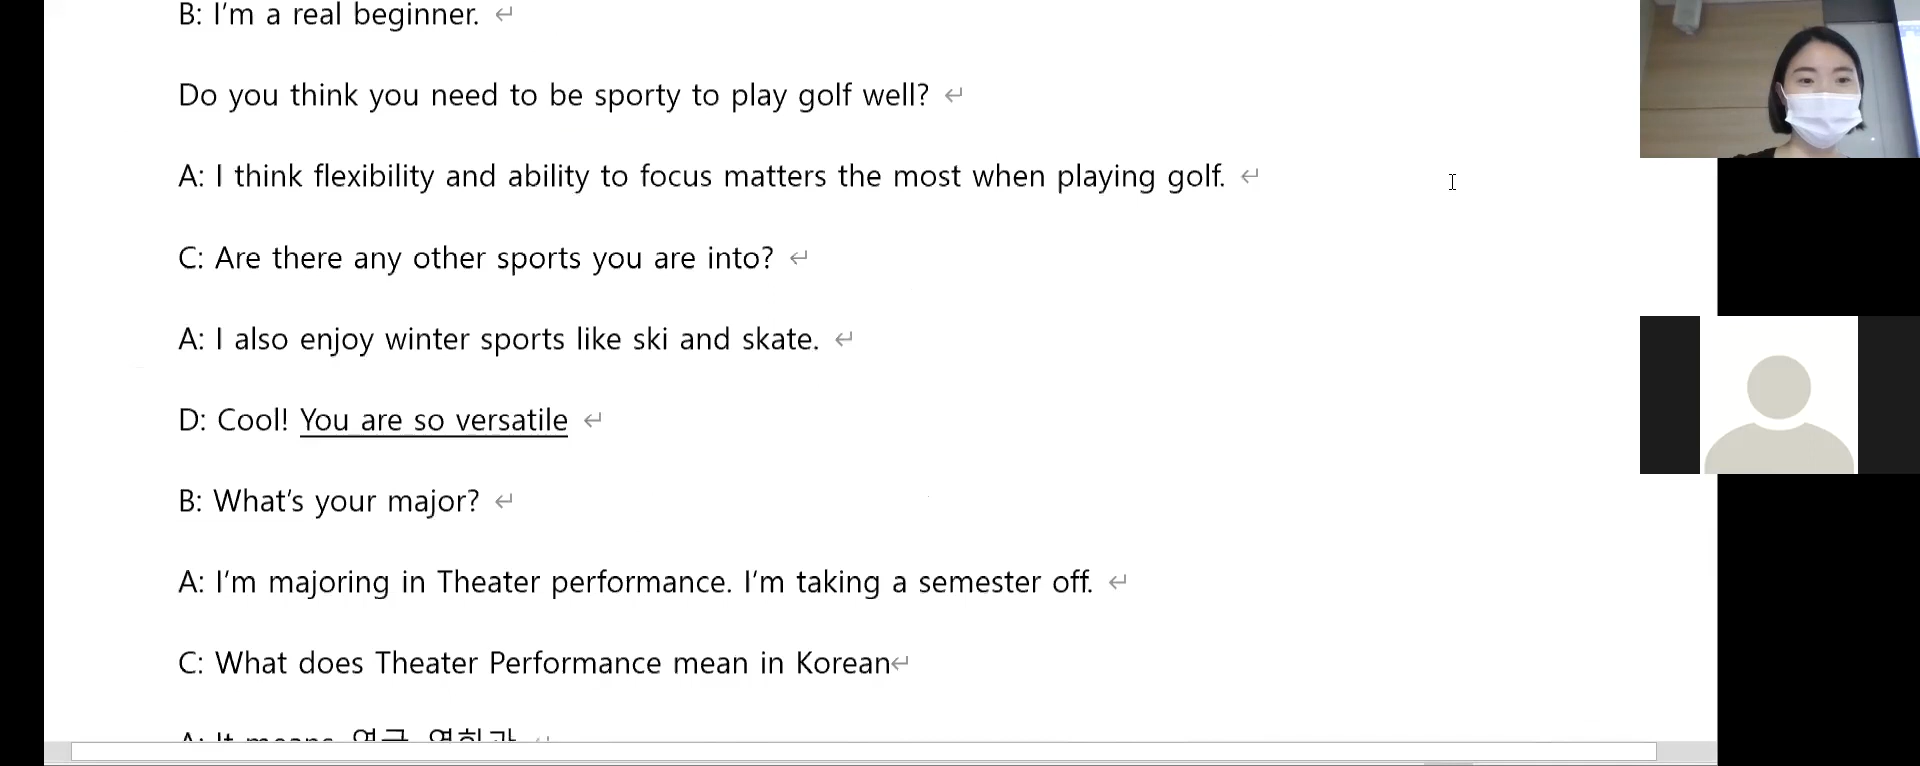 B: I'm a real beginner.
Do you think you need to be sporty to play golf well?
A: I think flexibility and ability to focus matters the most when playing golf.
C: Are there any other sports you are into?
A: I also enjoy winter sports like ski and skate.
D: Cool! You are so versatile
B: What's your major?
A: I'm majoring in Theater performance. I'm taking a semester off.
C: What does Theater Performance mean in Korean
A: It means